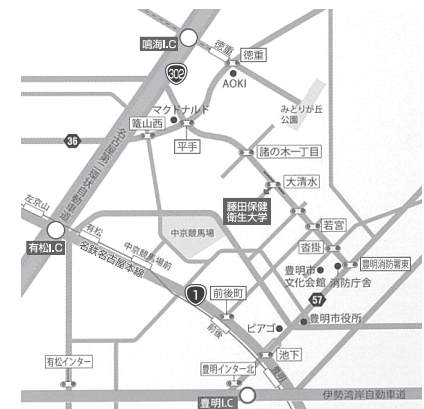 鳴海I.C
徳重
徳重
302
AOKI
マクドナルド
みどりが丘
公園
篭山西
36
平手
諸の木一丁目
名古屋第二環状自動車道
大清水
藤田保健
衛生大学
左京山
若宮
有松
中京競馬場
沓掛
有松I.C
中京競馬場前
名鉄名古屋本線
豊明市
文化会館
消防庁舎
豊明消防署東
1
前後町
57
前後
ピアゴ
豊明市役所
池下
有松インター
豊明インター北
豊明
豊明I.C
伊勢湾岸自動車道